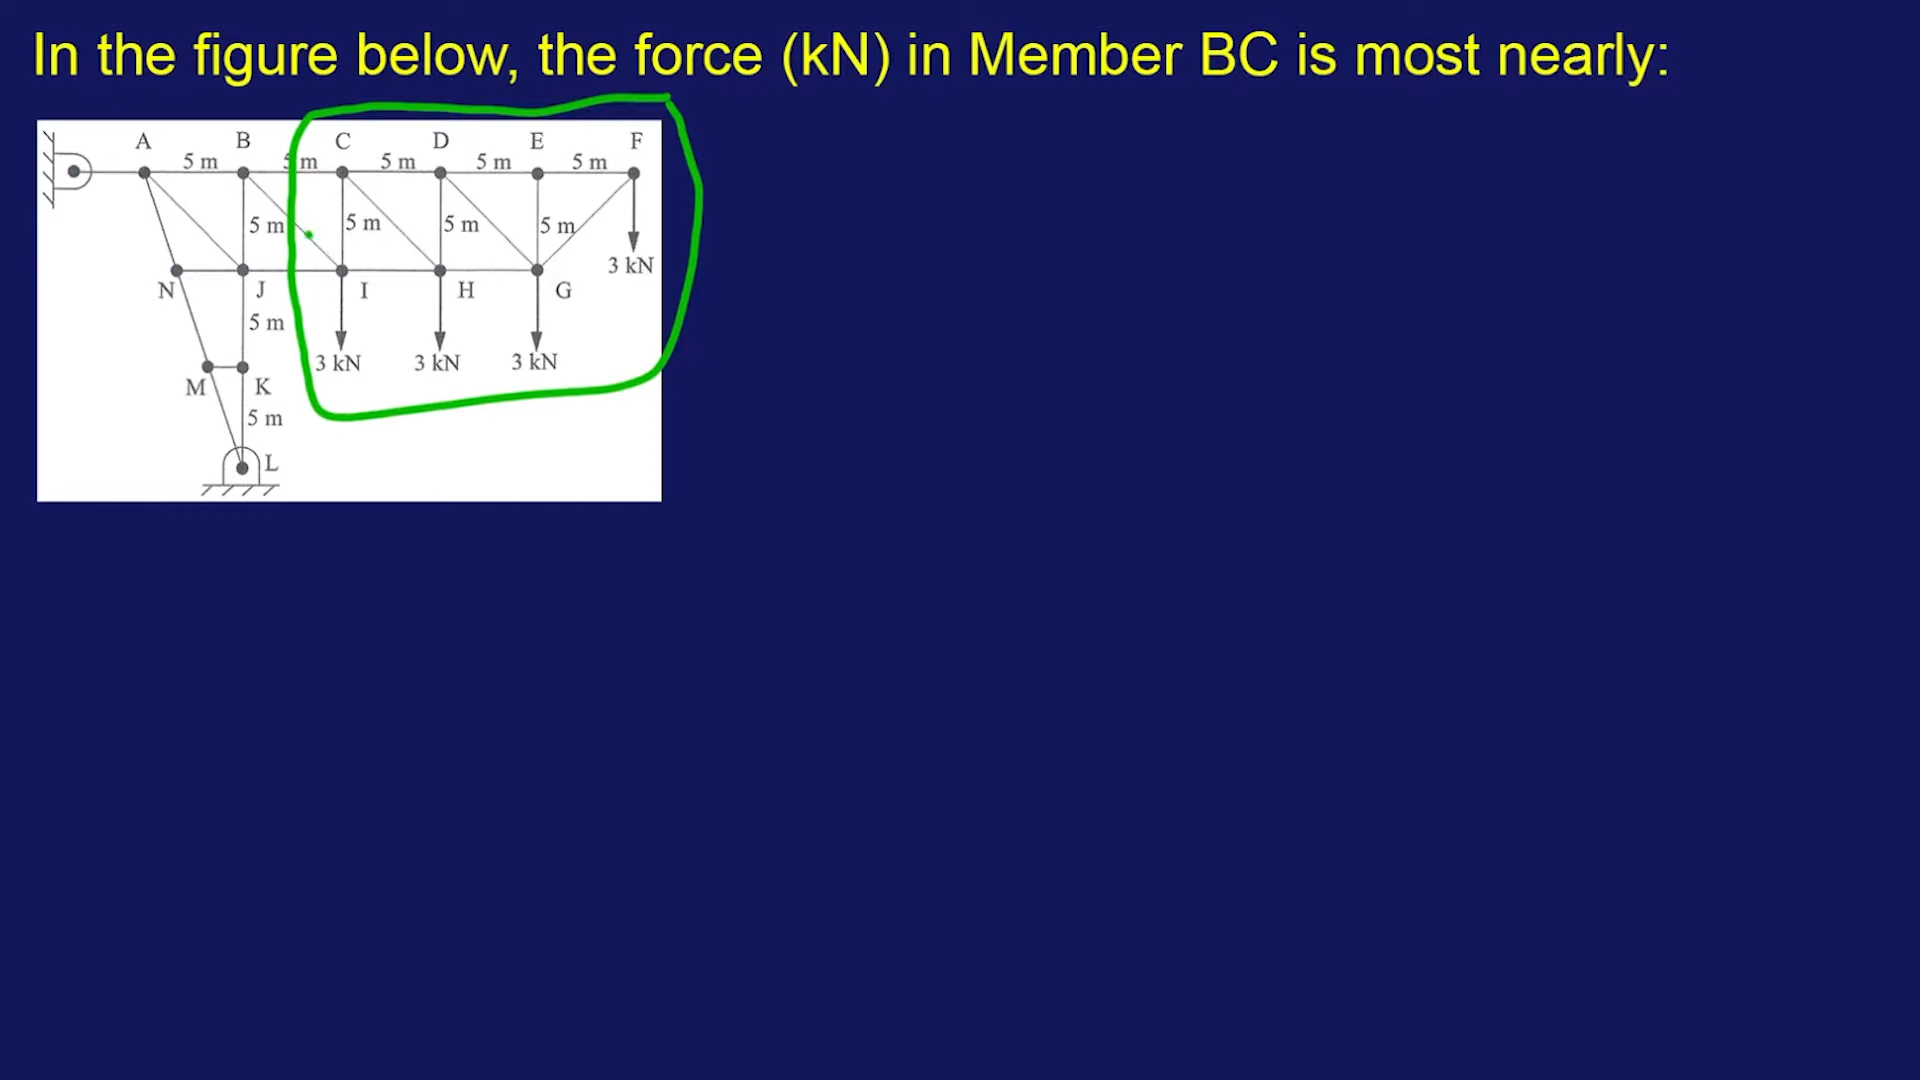 In the figure below, the force (kN) in Member BC is most nearly:
A B C D E F
5 m 5 m 5 m 5 m 5 m
5 m 5 m 5 m 5 m
3 kN
N J I H G
5 m
3 kN 3 kN 3 kN
M K
5 m
L